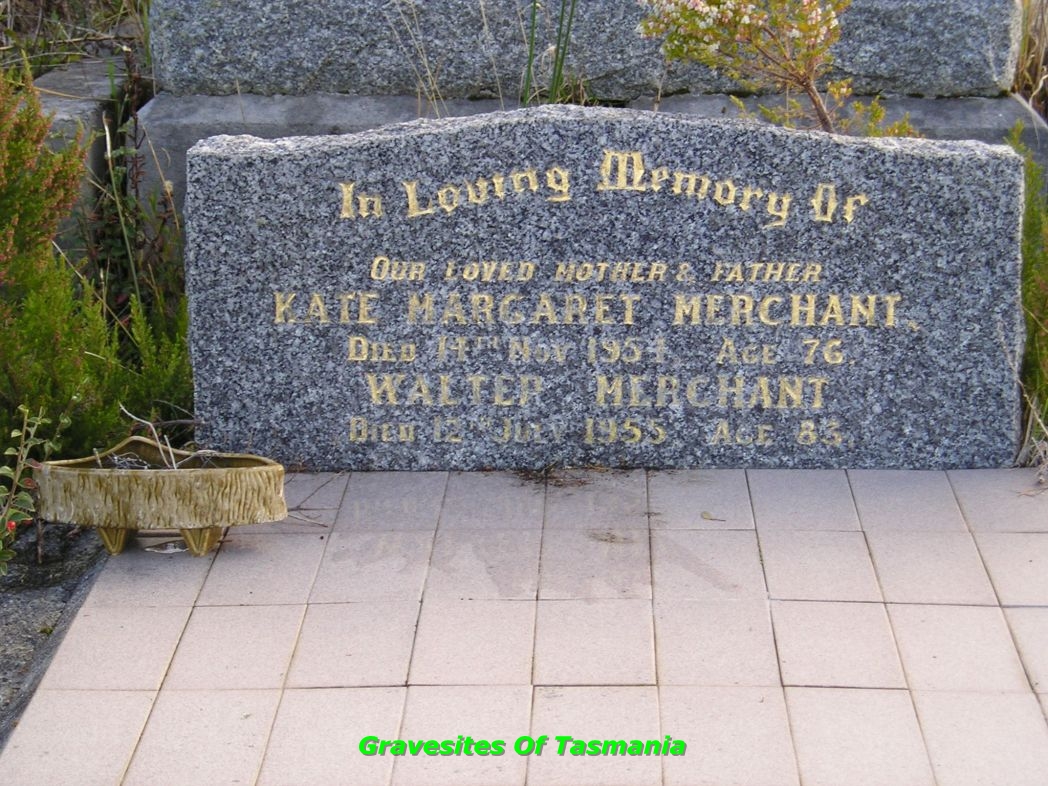 In Loving Memory Of
OUR LOVED MOTHER & FATHER
KATE MARGARET MERCHANT.
DIED 14TH NOV 1954. AGE 76
WALTER MERCHANT
DIED 12TH JULY 1955 AGE 83
Gravesites Of Tasmania